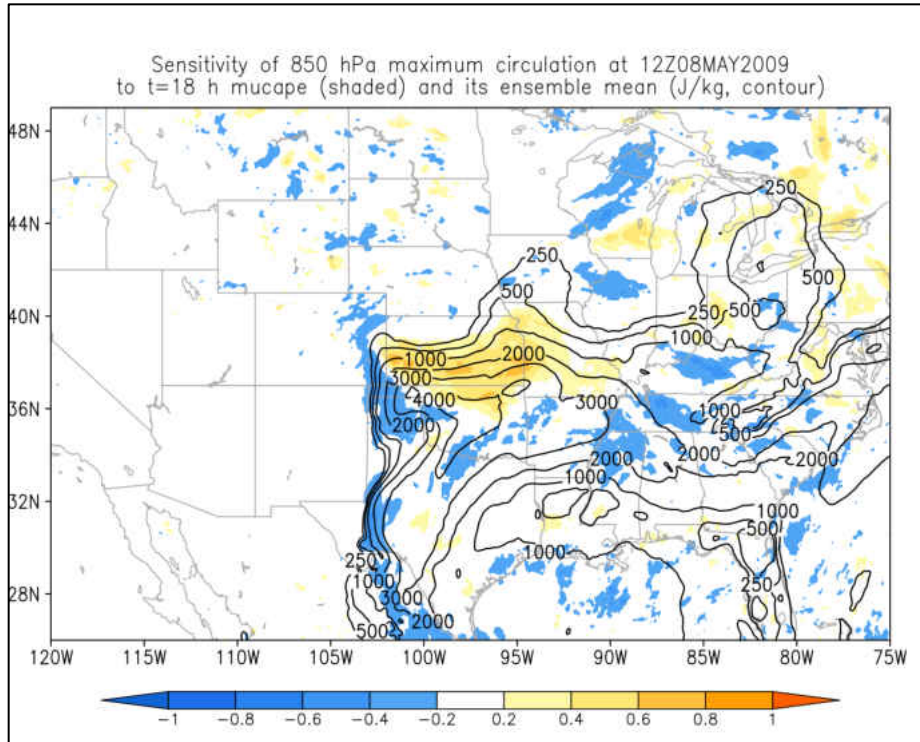 Sensitivity of 850 hPa maximum circulation at 12Z08MAY2009
to t=18 h mucape (shaded) and its ensemble mean (J/kg, contour)
48N
250
44N
250
500
500
40N
250
500
1000
1000
2000
3000
4000
3000
36N
2000
1000
500
2000
2000
2000
32N
1000
1000
500
1000
250
250
1000
3000
28N
500
2000
120W 115W 110W 105W 100W 95W 90W 85W 80W 75W
-1 -0.8 -0.6 -0.4 -0.2 0.2 0.4 0.6 0.8 1